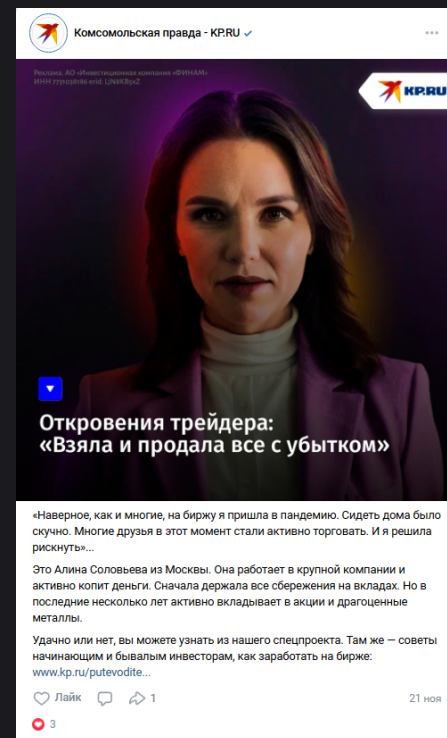 Комсомольская правда - KP.RU
Реклама. АО «Инвестиционная компания «ФИНАМ»
KP.RU
Откровения трейдера:
«Взяла и продала все с убытком»
«Наверное, как и многие, на биржу я пришла в пандемию. Сидеть дома было
скучно. Многие друзья в этот момент стали активно торговать. И я решила
рискнуть»...
Это Алина Соловьева из Москвы. Она работает в крупной компании и
активно копит деньги. Сначала держала все сбережения на вкладах. Но в
последние несколько лет активно вкладывает в акции и драгоценные
металлы.
Удачно или нет, вы можете узнать из нашего спецпроекта. Там же — советы
начинающим и бывалым инвесторам, как заработать на бирже:
www.kp.ru/putevodite...
Лайк
1
21 ноя
3